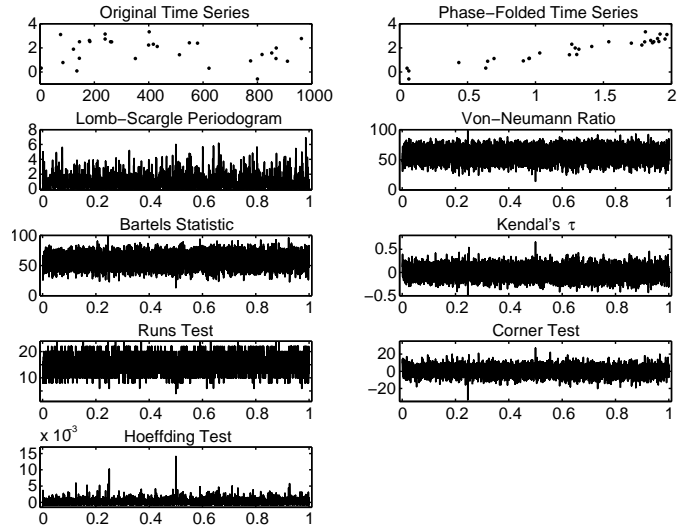 Original Time Series
4
2
0
0 200 400 600 800 1000
Phase−Folded Time Series
4
2
0
0 0.5 1 1.5 2
Lomb−Scargle Periodogram
8
6
4
2
0
0 0.2 0.4 0.6 0.8 1
Von−Neumann Ratio
100
50
0
0 0.2 0.4 0.6 0.8 1
Bartels Statistic
100
50
0
0 0.2 0.4 0.6 0.8 1
Kendal's τ
0.5
0
−0.5
0 0.2 0.4 0.6 0.8 1
Runs Test
20
10
0 0.2 0.4 0.6 0.8 1
Corner Test
20
0
−20
0 0.2 0.4 0.6 0.8 1
x 10⁻³
Hoeffding Test
15
10
5
0
0 0.2 0.4 0.6 0.8 1